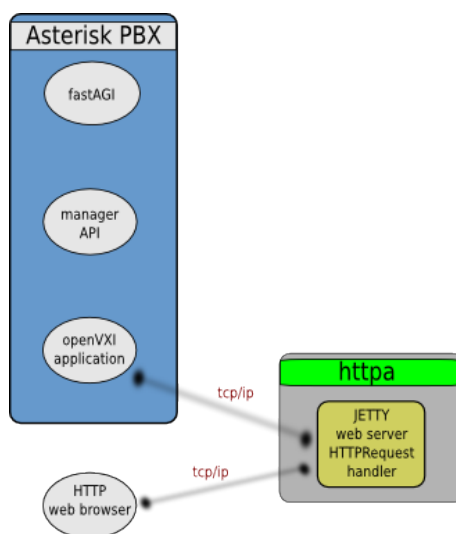 Asterisk PBX
fastAGI
manager
API
openVXI
application
tcp/ip
httpa
JETTY
web server
HTTPRequest
handler
tcp/ip
HTTP
web browser